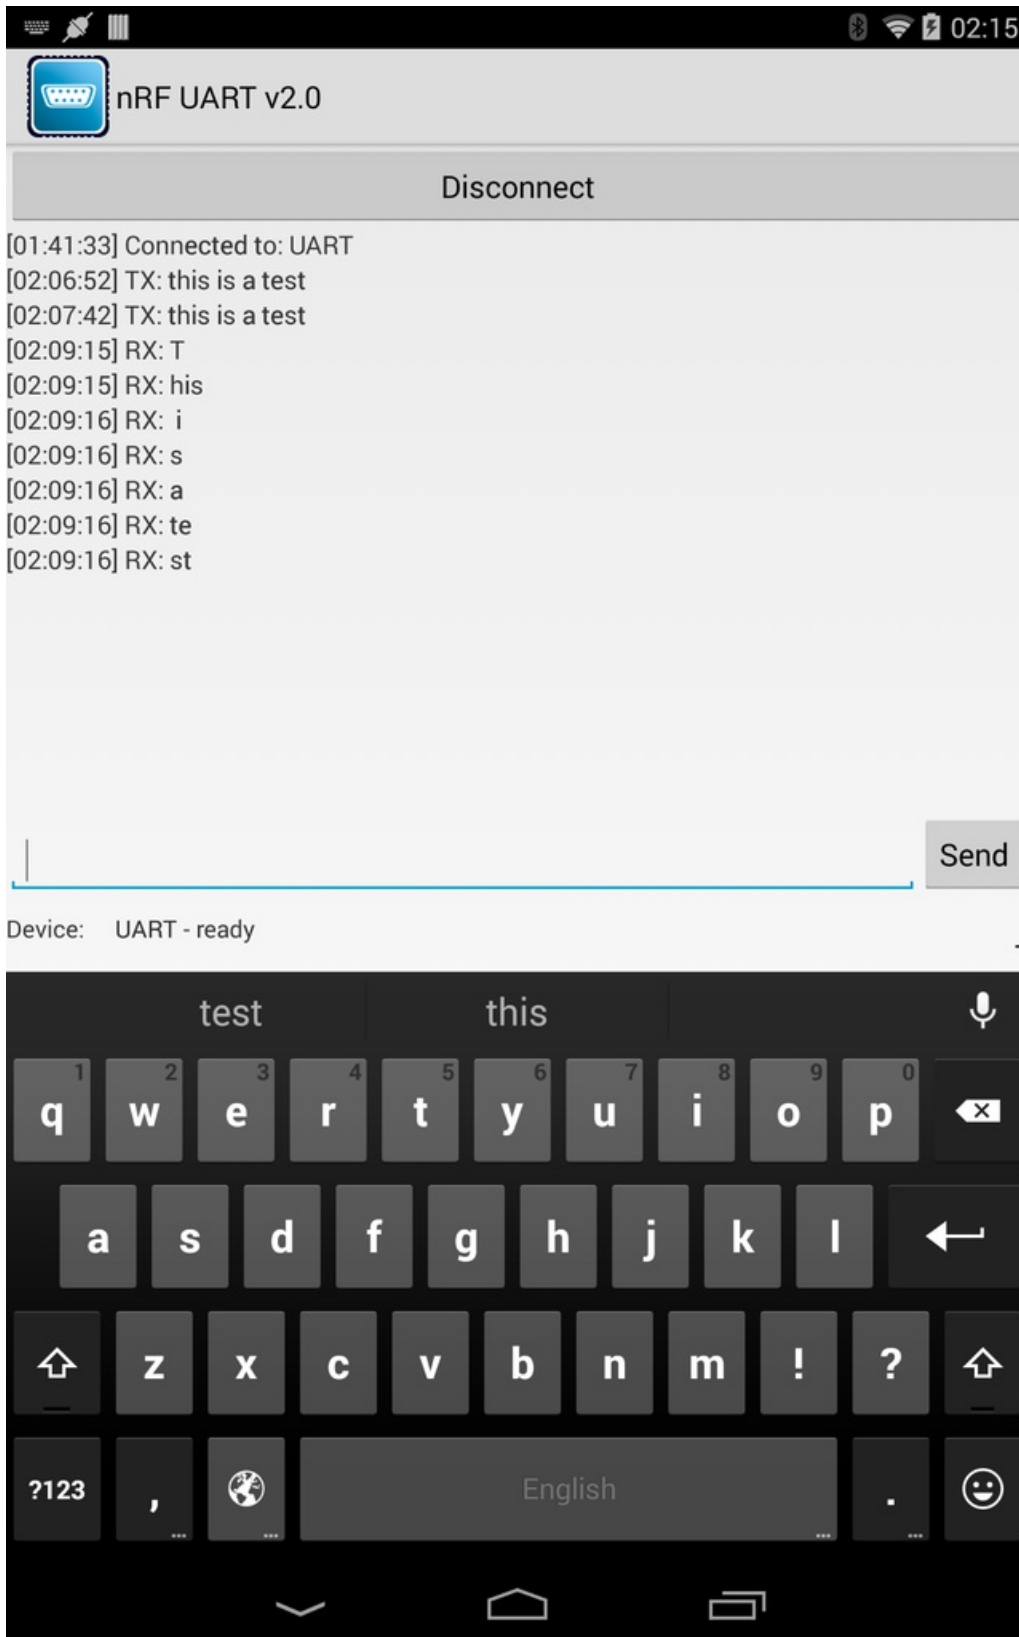 02:15
nRF UART v2.0
Disconnect
[01:41:33] Connected to: UART
[02:06:52] TX: this is a test
[02:07:42] TX: this is a test
[02:09:15] RX: T
[02:09:15] RX: his
[02:09:16] RX:  i
[02:09:16] RX: s
[02:09:16] RX: a
[02:09:16] RX: te
[02:09:16] RX: st
Send
Device: UART - ready
test this
1 2 3 4 5 6 7 8 9 0
q w e r t y u i o p
a s d f g h j k l
z x c v b n m ! ?
?123 , English .